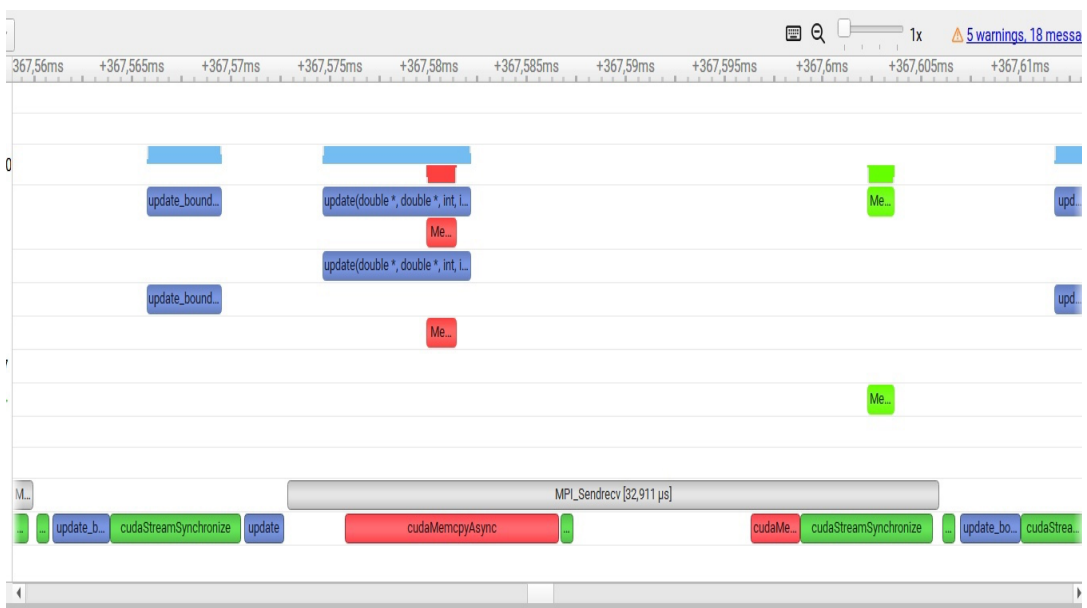 1x 5 warnings, 18 messa
367,56ms +367,565ms +367,57ms +367,575ms +367,58ms +367,585ms +367,59ms +367,595ms +367,6ms +367,605ms +367,61ms
0
update_bound... update(double *, double *, int, i... Me... upd
Me...
update(double *, double *, int, i...
update_bound... upd
Me...
Me...
M... MPI_Sendrecv [32,911 μs]
... ... update_b... cudaStreamSynchronize update cudaMemcpyAsync ... cudaMe... cudaStreamSynchronize ... update_bo... cudaStrea...